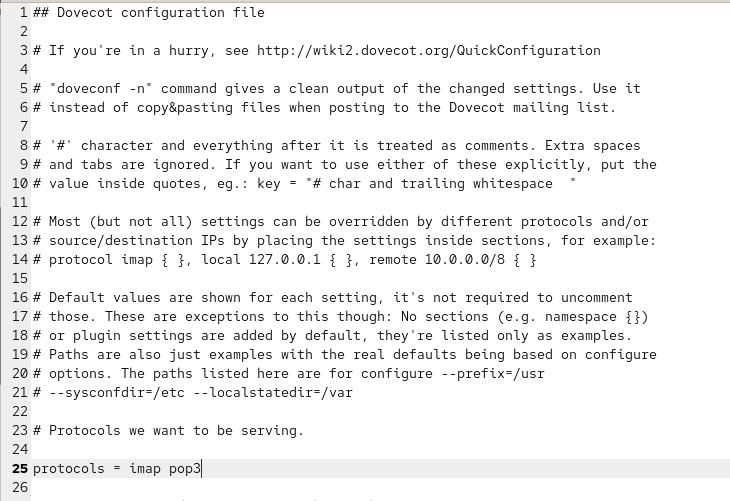 1 ## Dovecot configuration file
2
3 # If you're in a hurry, see http://wiki2.dovecot.org/QuickConfiguration
4
5 # "doveconf -n" command gives a clean output of the changed settings. Use it
6 # instead of copy&pasting files when posting to the Dovecot mailing list.
7
8 # '#' character and everything after it is treated as comments. Extra spaces
9 # and tabs are ignored. If you want to use either of these explicitly, put the
10 # value inside quotes, eg.: key = "# char and trailing whitespace  "
11
12 # Most (but not all) settings can be overridden by different protocols and/or
13 # source/destination IPs by placing the settings inside sections, for example:
14 # protocol imap { }, local 127.0.0.1 { }, remote 10.0.0.0/8 { }
15
16 # Default values are shown for each setting, it's not required to uncomment
17 # those. These are exceptions to this though: No sections (e.g. namespace {})
18 # or plugin settings are added by default, they're listed only as examples.
19 # Paths are also just examples with the real defaults being based on configure
20 # options. The paths listed here are for configure --prefix=/usr
21 # --sysconfdir=/etc --localstatedir=/var
22
23 # Protocols we want to be serving.
24
25 protocols = imap pop3
26